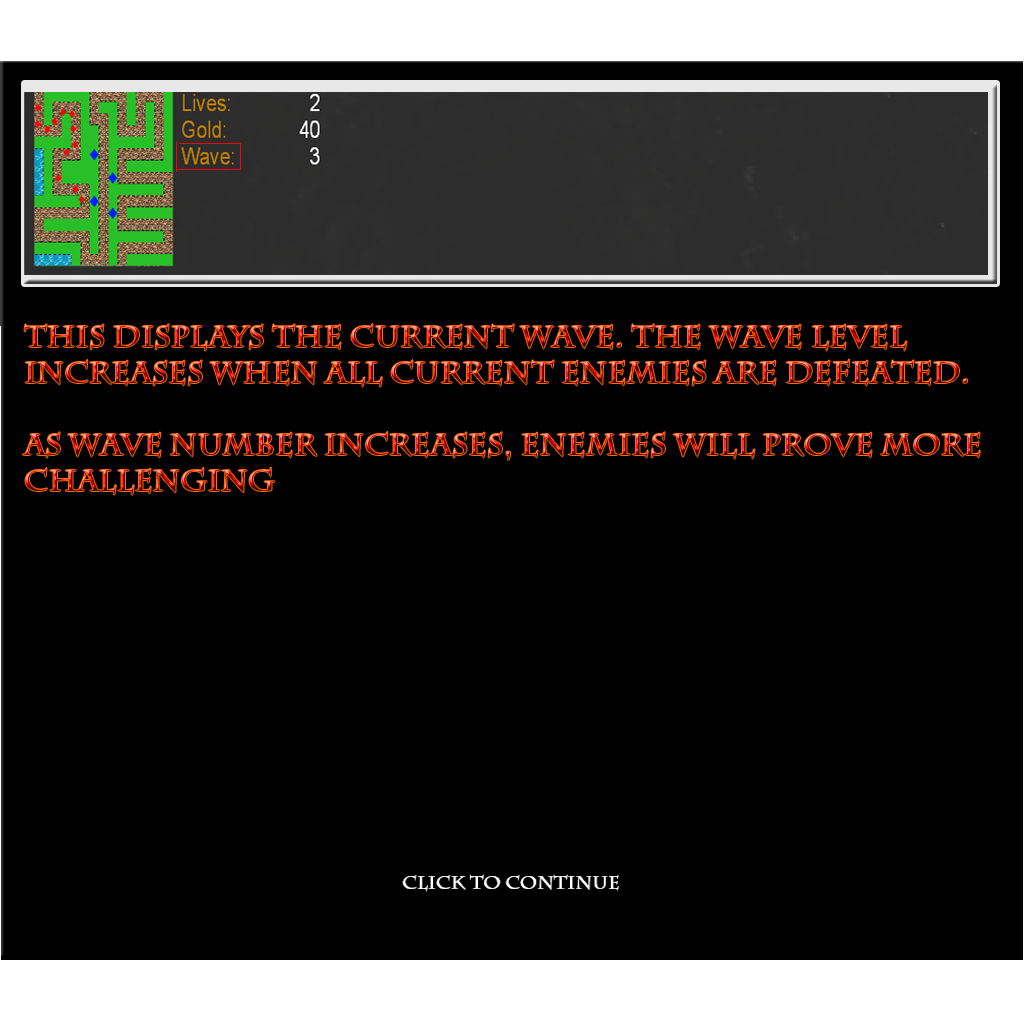 Lives: 2
Gold: 40
Wave: 3
THIS DISPLAYS THE CURRENT WAVE. THE WAVE LEVEL
INCREASES WHEN ALL CURRENT ENEMIES ARE DEFEATED.
AS WAVE NUMBER INCREASES, ENEMIES WILL PROVE MORE
CHALLENGING
CLICK TO CONTINUE